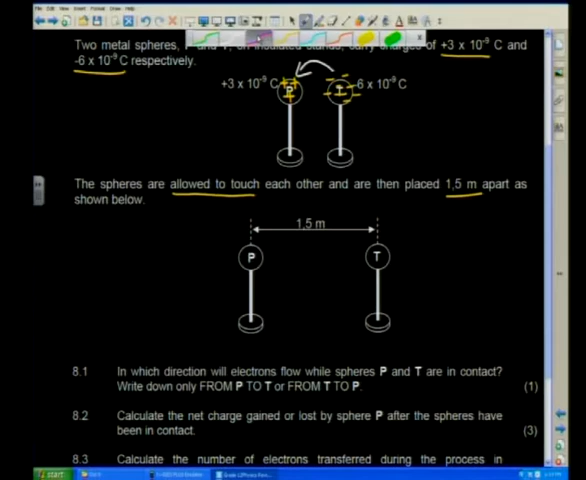 Two metal spheres, P and T, on insulated stands, carry charges of +3 x 10⁻⁹ C and
-6 x 10⁻⁹ C respectively.
+3 x 10⁻⁹ C P T -6 x 10⁻⁹ C
The spheres are allowed to touch each other and are then placed 1,5 m apart as
shown below.
1,5 m
P T
8.1 In which direction will electrons flow while spheres P and T are in contact?
Write down only FROM P TO T or FROM T TO P. (1)
8.2 Calculate the net charge gained or lost by sphere P after the spheres have
been in contact. (3)
8.3 Calculate the number of electrons transferred during the process in
start